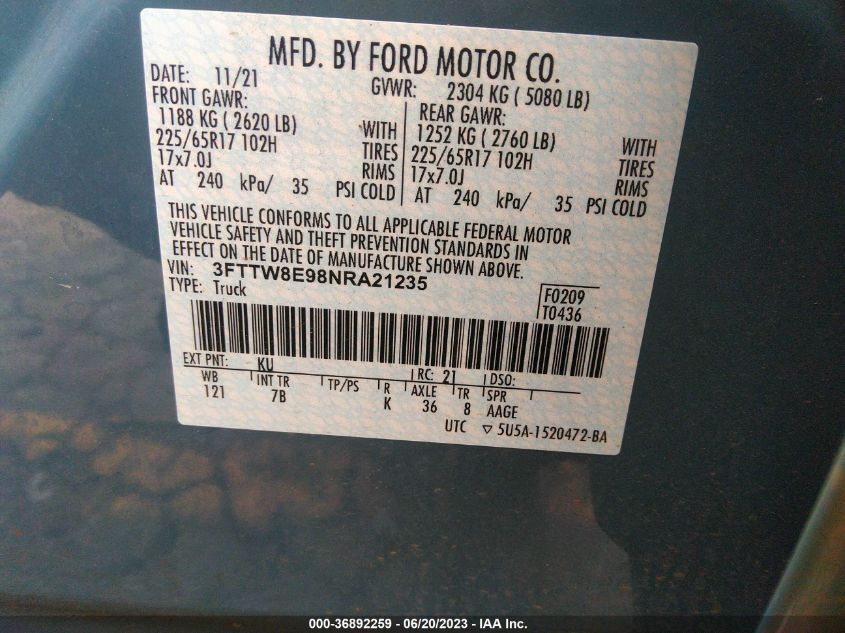 MFD. BY FORD MOTOR CO.
DATE: 11/21 GVWR: 2304 KG ( 5080 LB)
FRONT GAWR: REAR GAWR:
1188 KG ( 2620 LB) WITH 1252 KG ( 2760 LB) WITH
225/65R17 102H TIRES 225/65R17 102H TIRES
17x7.0J RIMS 17x7.0J RIMS
AT 240 kPa/ 35 PSI COLD AT 240 kPa/ 35 PSI COLD
THIS VEHICLE CONFORMS TO ALL APPLICABLE FEDERAL MOTOR
VEHICLE SAFETY AND THEFT PREVENTION STANDARDS IN
EFFECT ON THE DATE OF MANUFACTURE SHOWN ABOVE.
VIN: 3FTTW8E98NRA21235
TYPE: Truck
F0209
T0436
EXT PNT: KU RC: 21 DSO:
WB INT TR TP/PS R AXLE TR SPR
121 7B K 36 8 AAGE
UTC ▽ 5U5A-1520472-BA
000-36892259 - 06/20/2023 - IAA Inc.